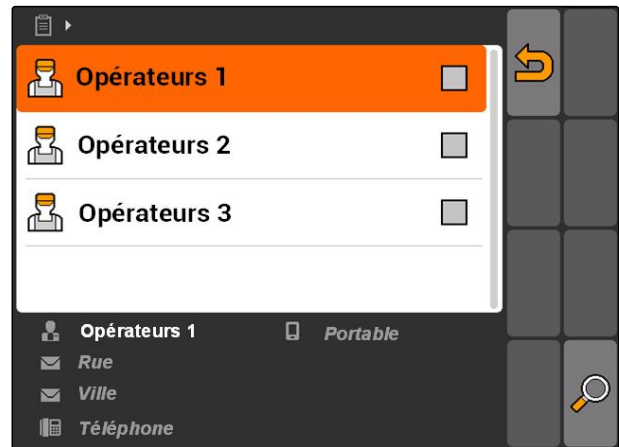 Opérateurs 1
Opérateurs 2
Opérateurs 3
Opérateurs 1 Portable
Rue
Ville
Téléphone